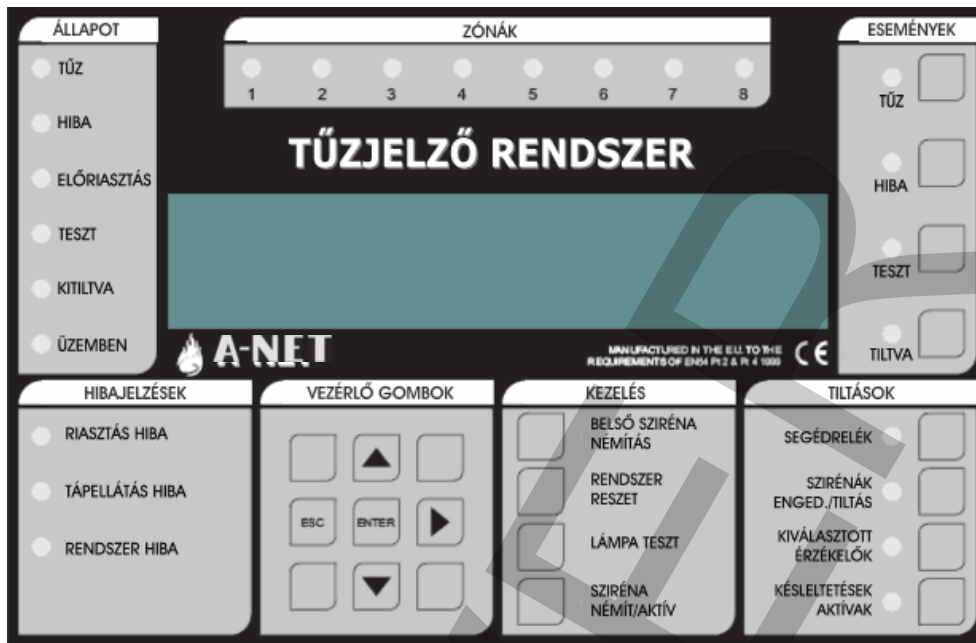 ÁLLAPOT
TŰZ
HIBA
ELŐRIASZTÁS
TESZT
KITILTVA
ÜZEMBEN
ZÓNÁK
1 2 3 4 5 6 7 8
TŰZJELZŐ RENDSZER
A-NET
MANUFACTURED IN THE E.U. TO THE
REQUIREMENTS OF EN54 Pt 2 & Pt 4 1999
CE
ESEMÉNYEK
TŰZ
HIBA
TESZT
TILTVA
HIBAJELZÉSEK
RIASZTÁS HIBA
TÁPELLÁTÁS HIBA
RENDSZER HIBA
VEZÉRLŐ GOMBOK
ESC ENTER
KEZELÉS
BELSŐ SZIRÉNA
NÉMÍTÁS
RENDSZER
RESZET
LÁMPA TESZT
SZIRÉNA
NÉMÍT/AKTÍV
TILTÁSOK
SEGÉDRELÉK
SZIRÉNÁK
ENGED./TILTÁS
KIVÁLASZTOTT
ÉRZÉKELŐK
KÉSLELTETÉSEK
AKTÍVAK